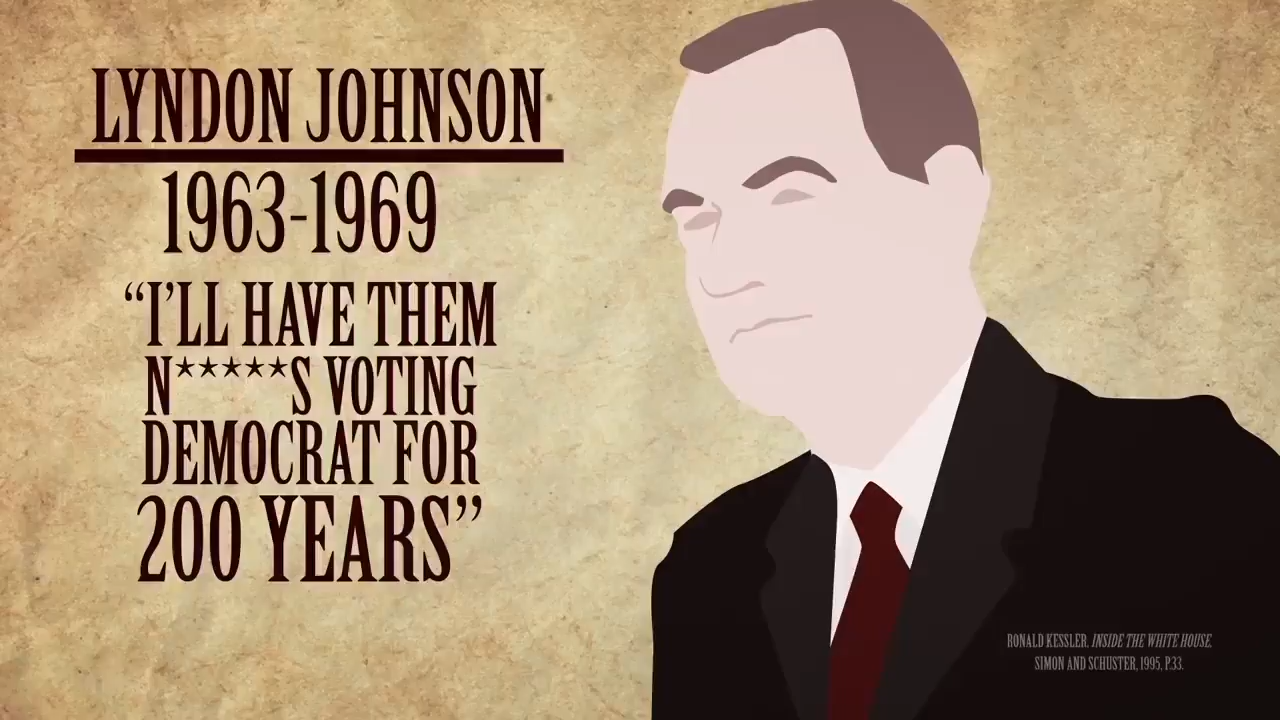 LYNDON JOHNSON
1963-1969
“I’LL HAVE THEM
N*****S VOTING
DEMOCRAT FOR
200 YEARS”
RONALD KESSLER. INSIDE THE WHITE HOUSE.
SIMON AND SCHUSTER, 1995, P.33.